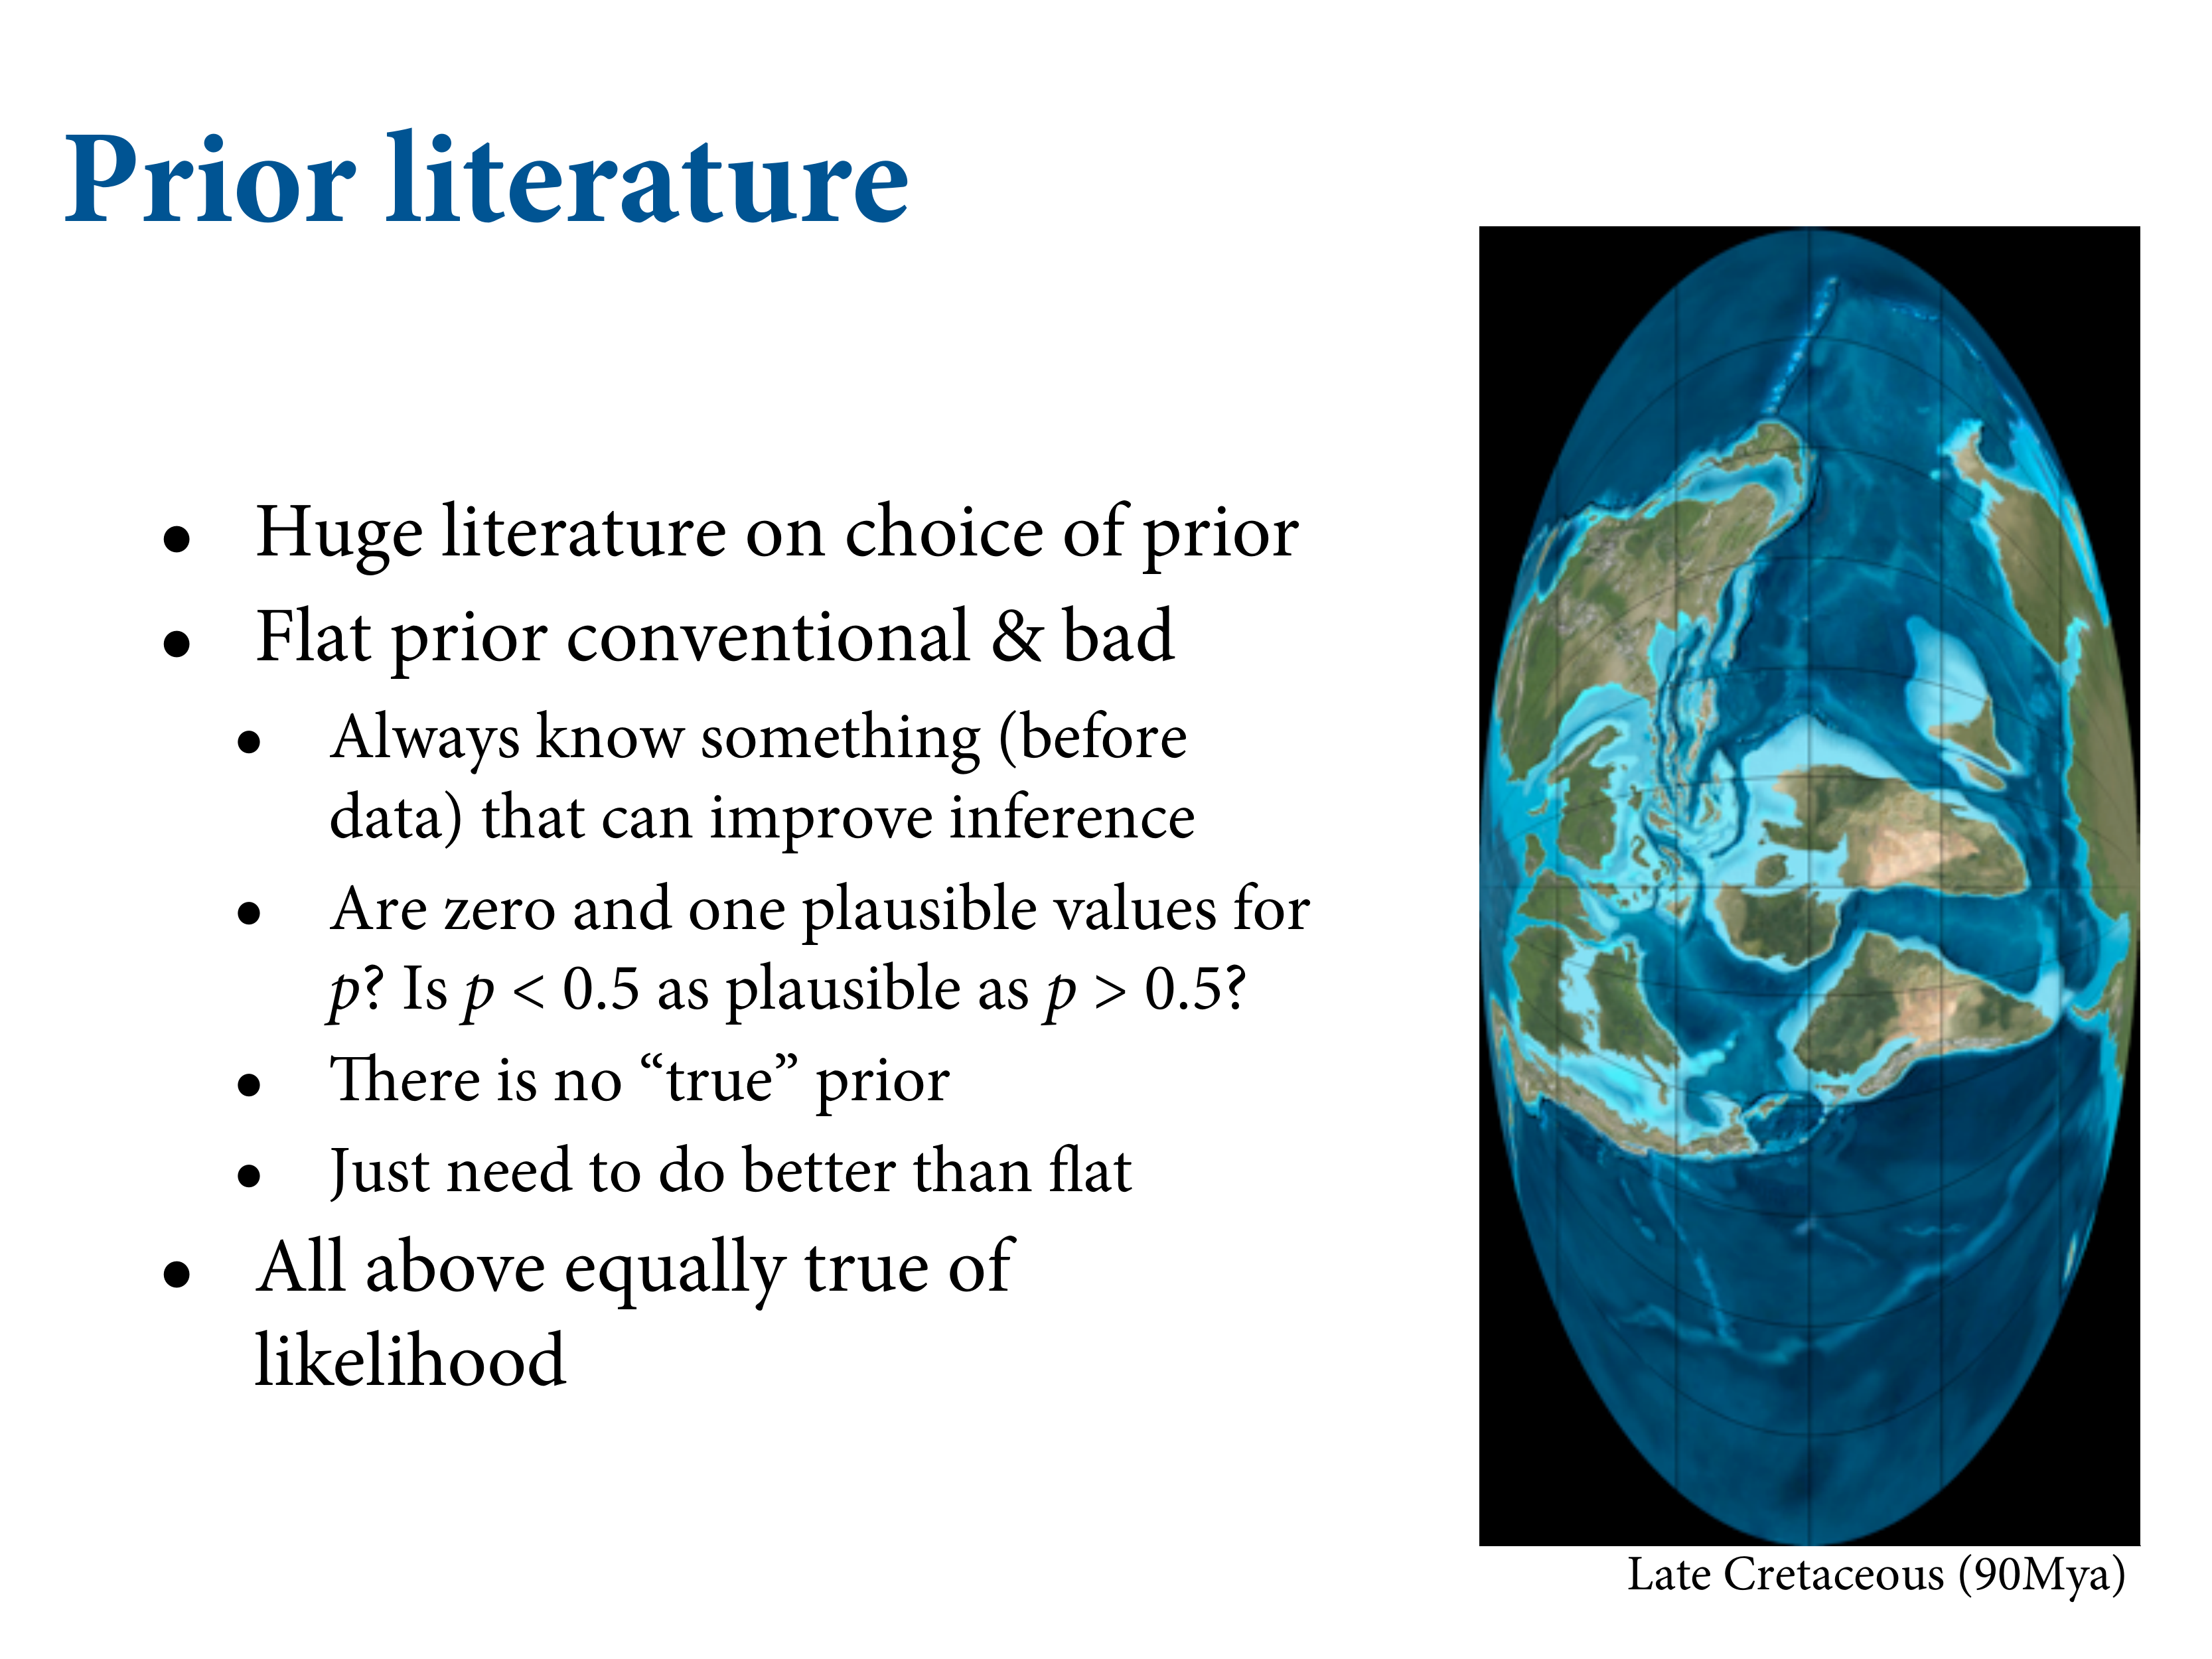 Prior literature
• Huge literature on choice of prior
• Flat prior conventional & bad
• Always know something (before
data) that can improve inference
• Are zero and one plausible values for
p? Is p < 0.5 as plausible as p > 0.5?
• There is no “true” prior
• Just need to do better than flat
• All above equally true of
likelihood
Late Cretaceous (90Mya)